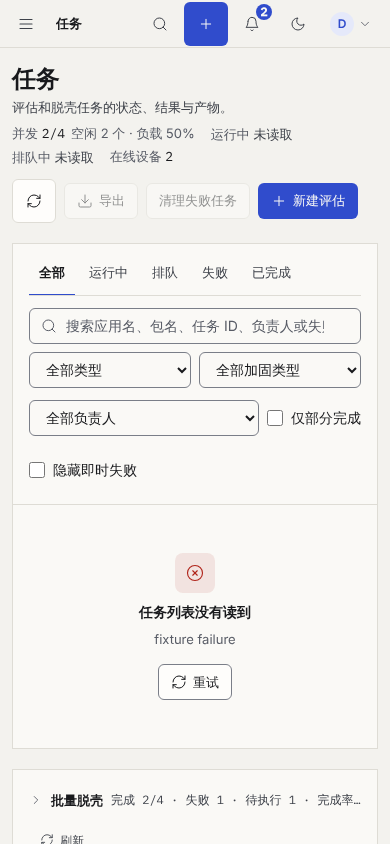 任务
2
D
任务
评估和脱壳任务的状态、结果与产物。
并发 2/4 空闲 2 个 · 负载 50% 运行中 未读取
排队中 未读取 在线设备 2
导出 清理失败任务 新建评估
全部 运行中 排队 失败 已完成
搜索应用名、包名、任务 ID、负责人或失
全部类型 全部加固类型
全部负责人 仅部分完成
隐藏即时失败
任务列表没有读到
fixture failure
重试
批量脱壳 完成 2/4 · 失败 1 · 待执行 1 · 完成率…
刷新